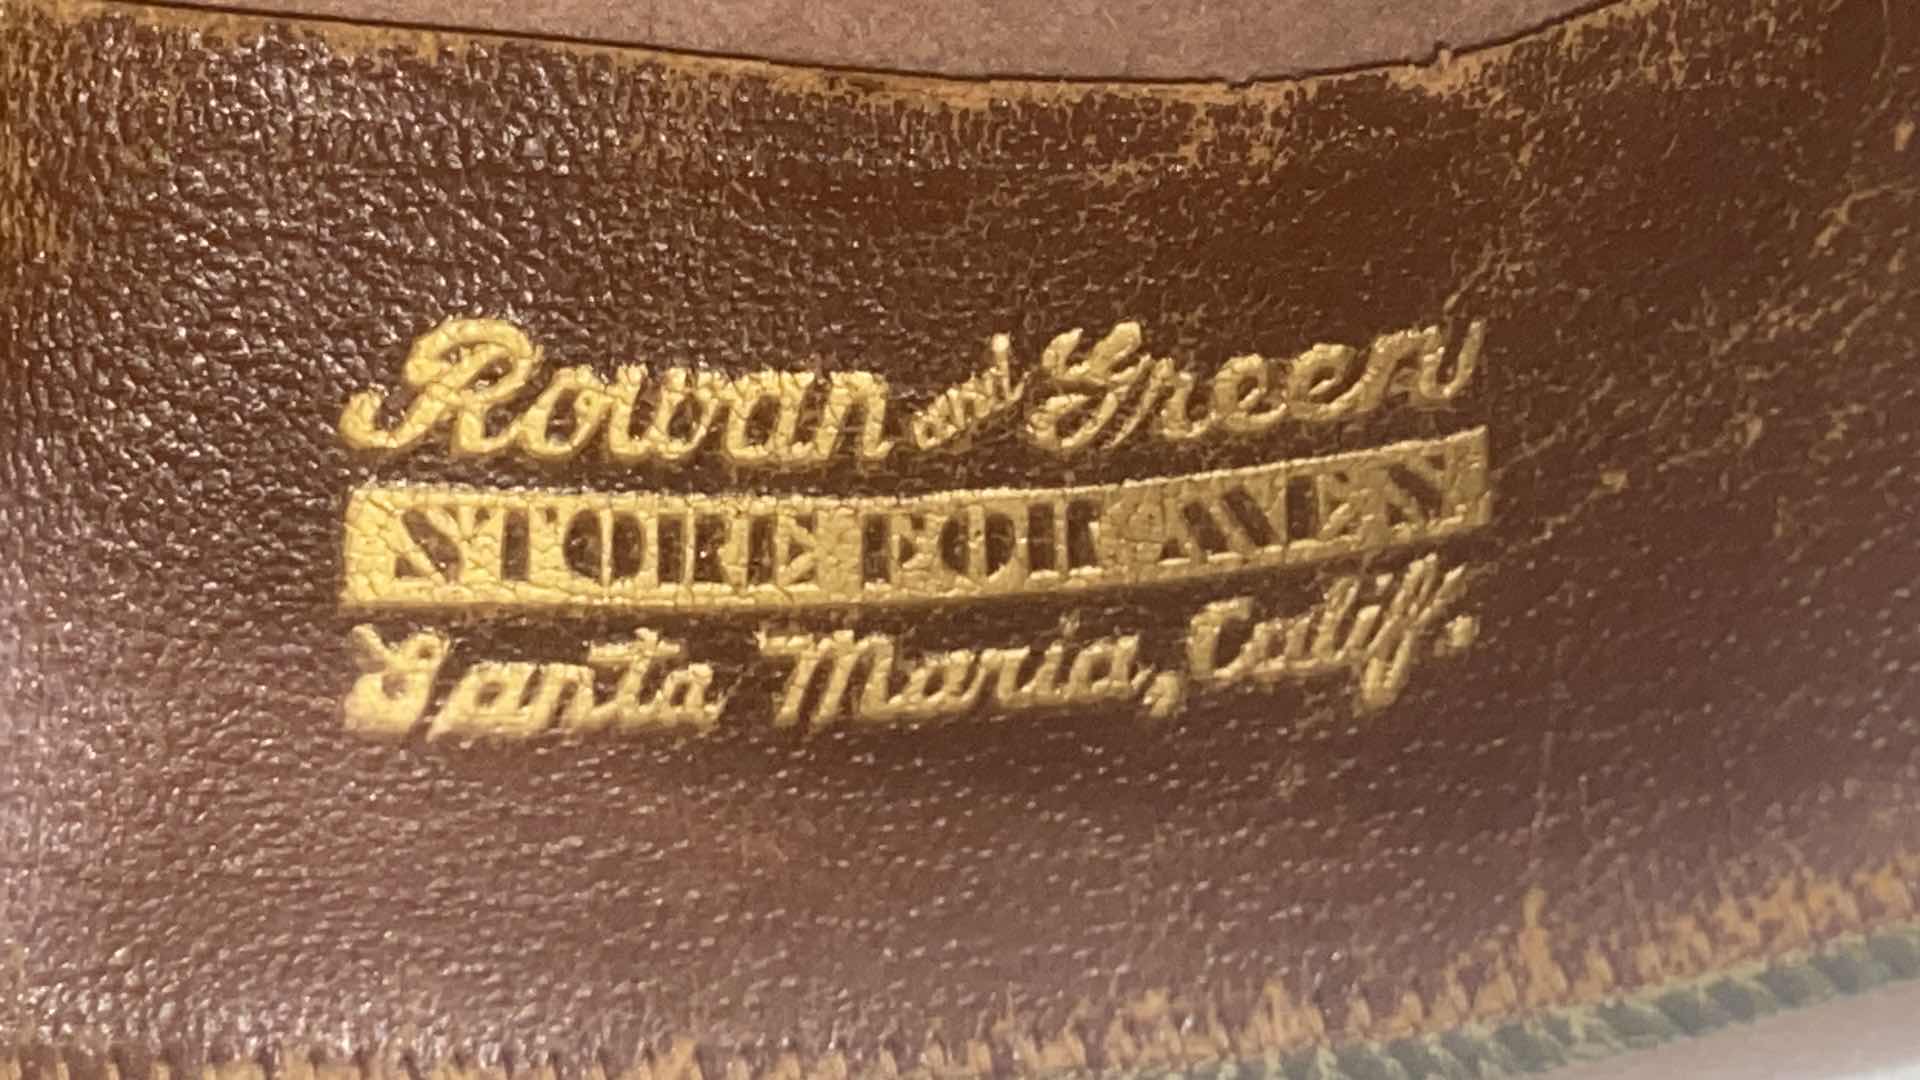 Rowan and Green
STORE FOR MEN
Santa Maria, Calif.